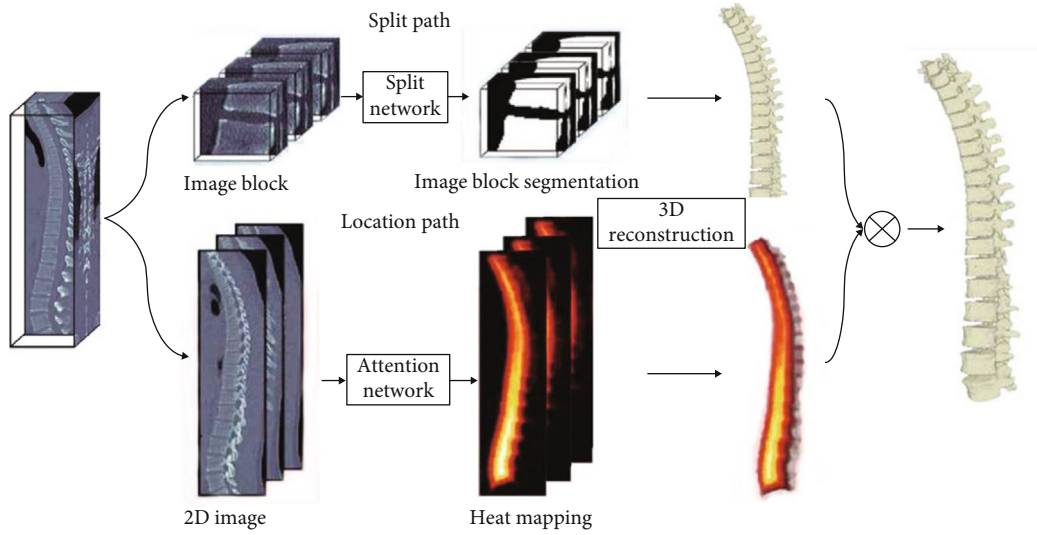 Split path
Split
network
Image block
Image block segmentation
Location path
3D
reconstruction
Attention
network
2D image
Heat mapping